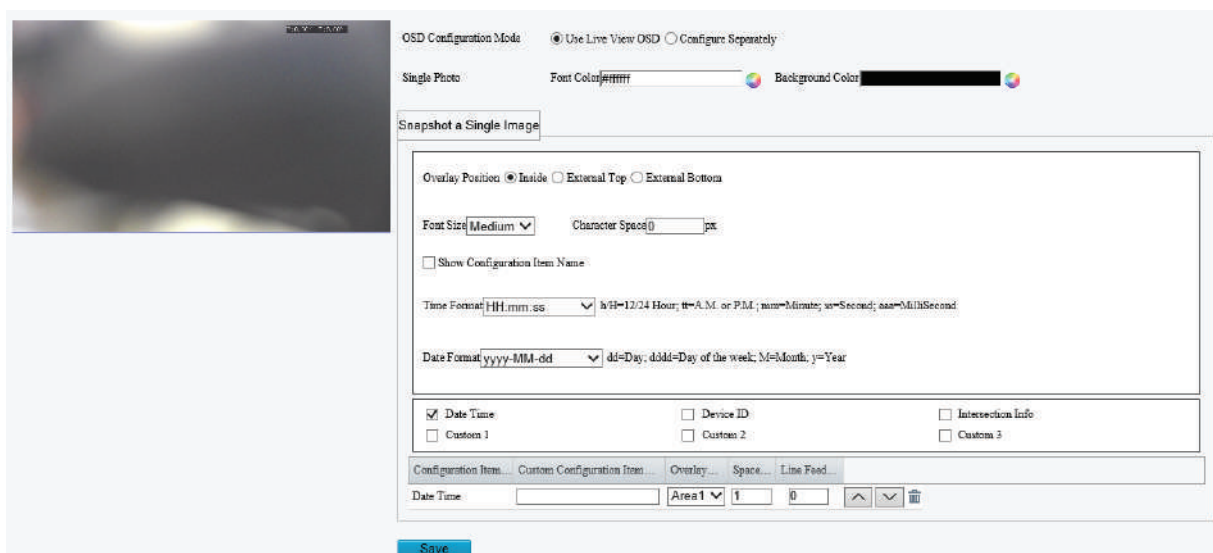 OSD Configuration Mode Use Live View OSD Configure Seperately
Single Photo Font Color #ffffff Background Color
Snapshot a Single Image
Overlay Position Inside External Top External Bottom
Font Size Medium Character Space 0 px
Show Configuration Item Name
Time Format HH:mm:ss h/H=12/24 Hour; tt=A.M. or P.M.; mm=Minute; ss=Second; aaa=MilliSecond
Date Format yyyy-MM-dd dd=Day; dddd=Day of the week; M=Month; y=Year
Date Time Device ID Intersection Info
Custom 1 Custom 2 Custom 3
Configuration Item... Custom Configuration Item... Overlay... Space... Line Feed...
Date Time Area1 1 0
Save